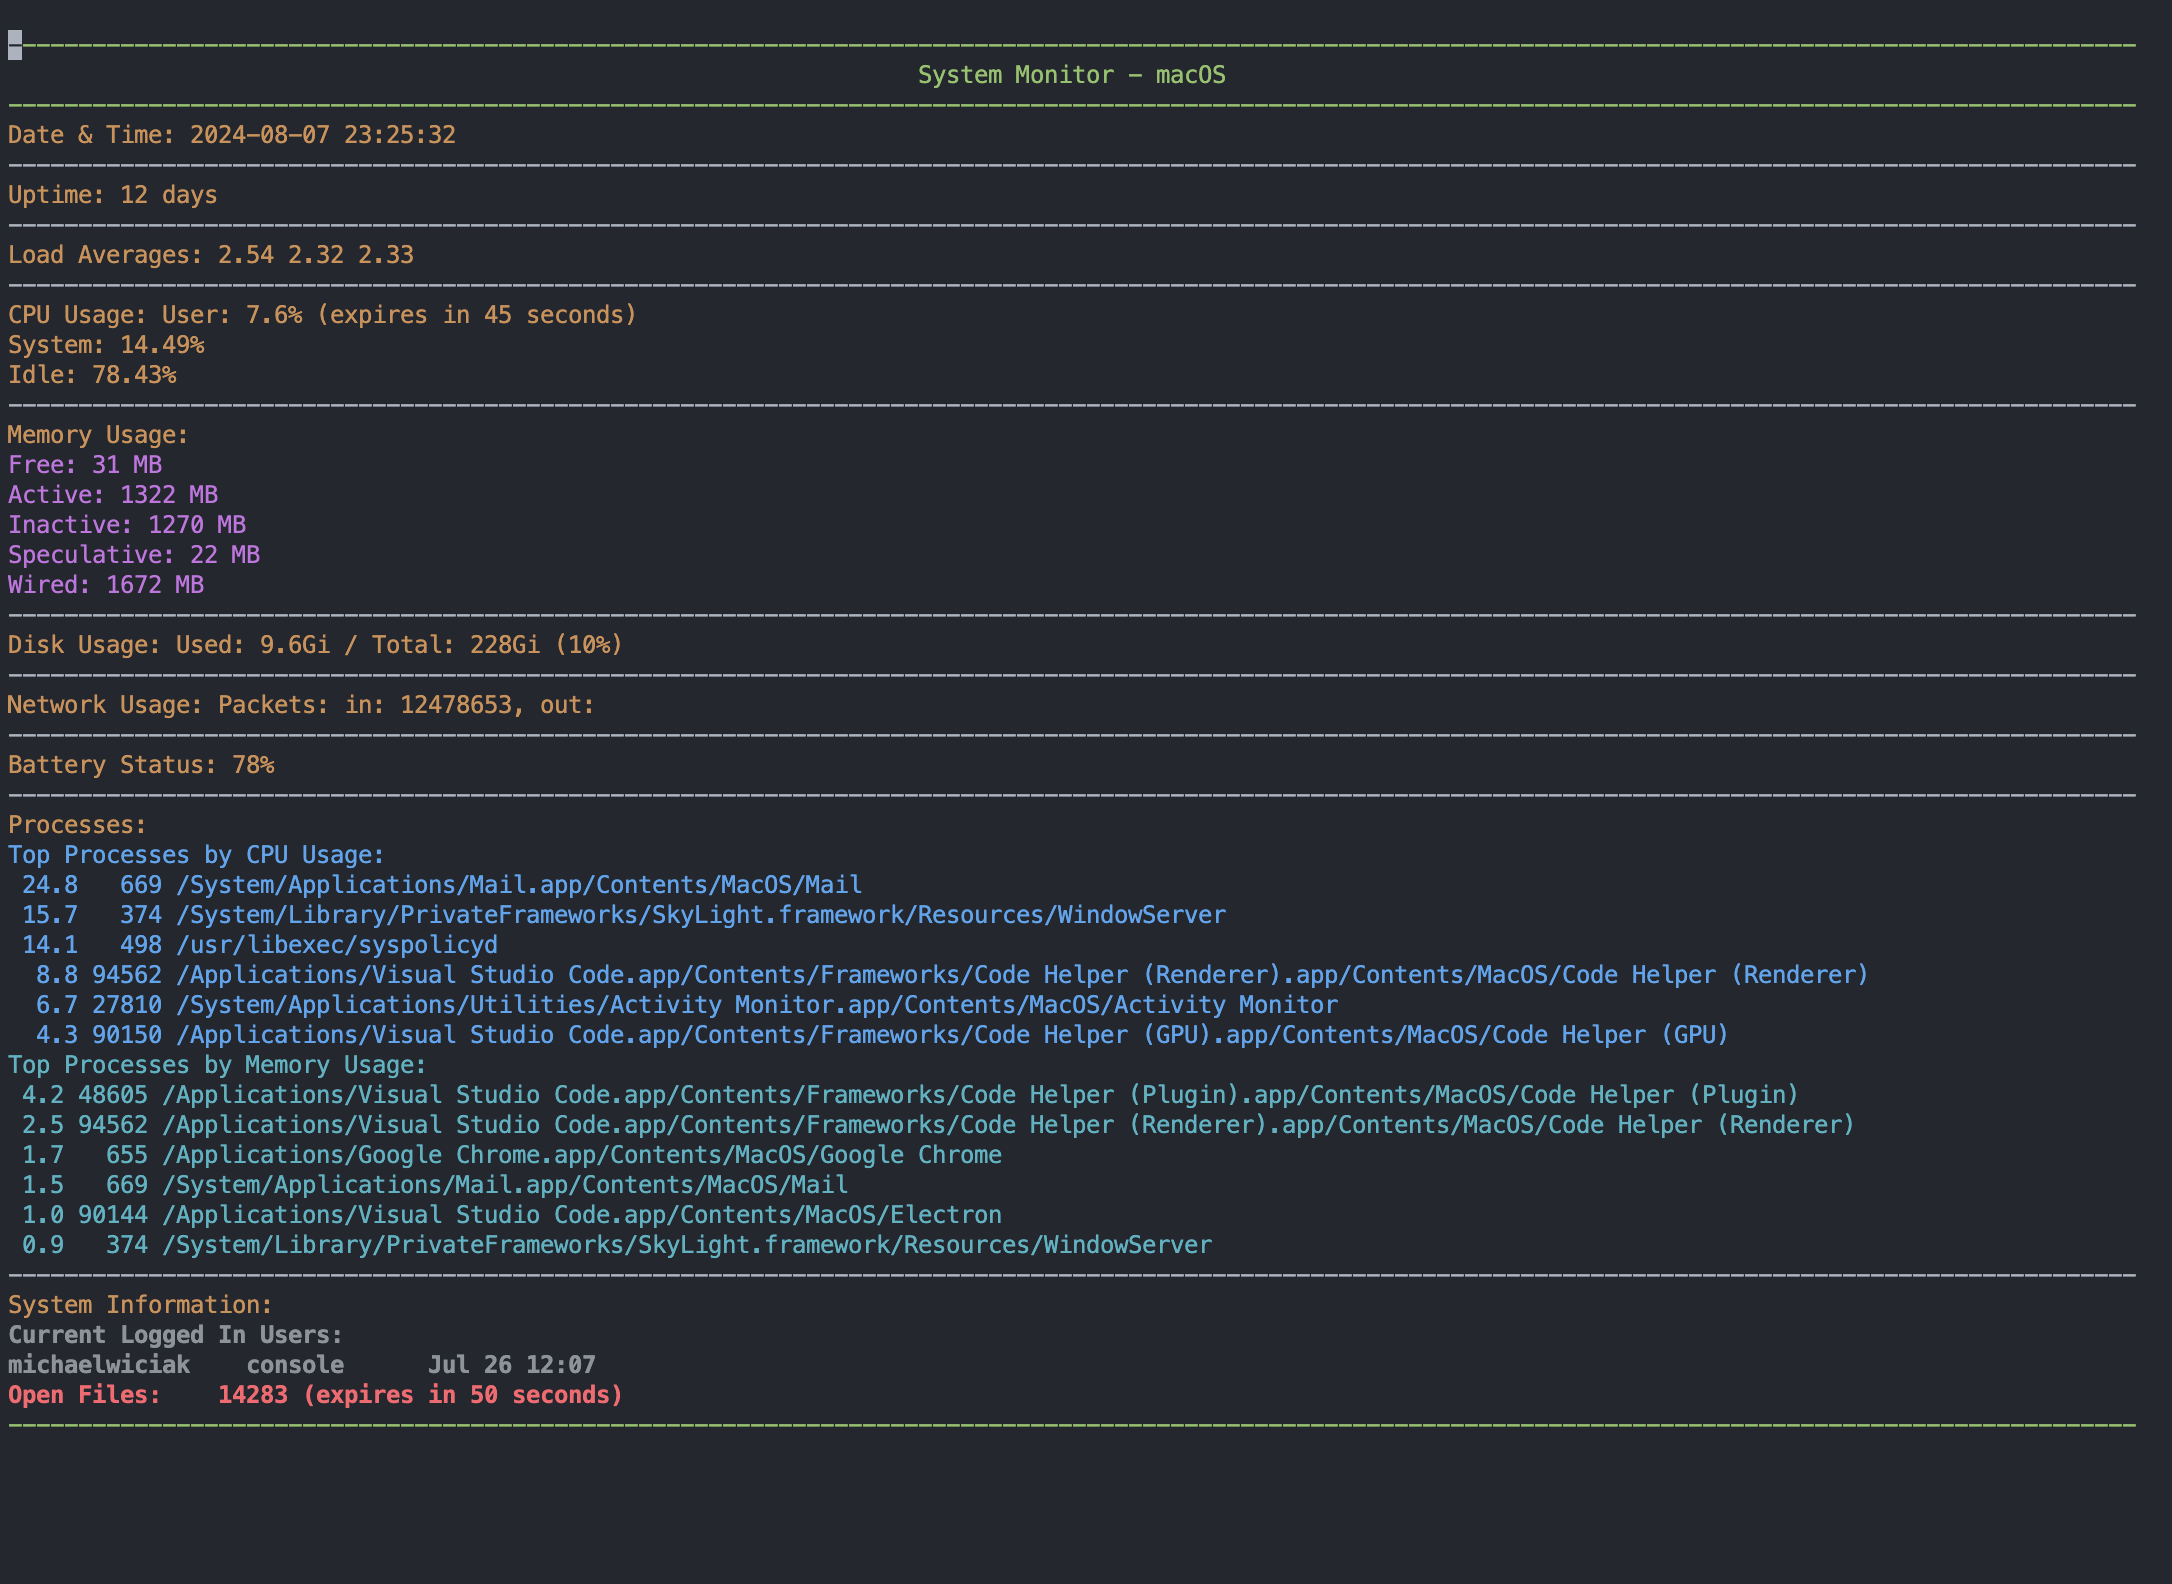 System Monitor - macOS
Date & Time: 2024-08-07 23:25:32
Uptime: 12 days
Load Averages: 2.54 2.32 2.33
CPU Usage: User: 7.6% (expires in 45 seconds)
System: 14.49%
Idle: 78.43%
Memory Usage:
Free: 31 MB
Active: 1322 MB
Inactive: 1270 MB
Speculative: 22 MB
Wired: 1672 MB
Disk Usage: Used: 9.6Gi / Total: 228Gi (10%)
Network Usage: Packets: in: 12478653, out:
Battery Status: 78%
Processes:
Top Processes by CPU Usage:
24.8   669 /System/Applications/Mail.app/Contents/MacOS/Mail
15.7   374 /System/Library/PrivateFrameworks/SkyLight.framework/Resources/WindowServer
14.1   498 /usr/libexec/syspolicyd
8.8 94562 /Applications/Visual Studio Code.app/Contents/Frameworks/Code Helper (Renderer).app/Contents/MacOS/Code Helper (Renderer)
6.7 27810 /System/Applications/Utilities/Activity Monitor.app/Contents/MacOS/Activity Monitor
4.3 90150 /Applications/Visual Studio Code.app/Contents/Frameworks/Code Helper (GPU).app/Contents/MacOS/Code Helper (GPU)
Top Processes by Memory Usage:
4.2 48605 /Applications/Visual Studio Code.app/Contents/Frameworks/Code Helper (Plugin).app/Contents/MacOS/Code Helper (Plugin)
2.5 94562 /Applications/Visual Studio Code.app/Contents/Frameworks/Code Helper (Renderer).app/Contents/MacOS/Code Helper (Renderer)
1.7   655 /Applications/Google Chrome.app/Contents/MacOS/Google Chrome
1.5   669 /System/Applications/Mail.app/Contents/MacOS/Mail
1.0 90144 /Applications/Visual Studio Code.app/Contents/MacOS/Electron
0.9   374 /System/Library/PrivateFrameworks/SkyLight.framework/Resources/WindowServer
System Information:
Current Logged In Users:
michaelwiciak    console      Jul 26 12:07
Open Files:    14283 (expires in 50 seconds)